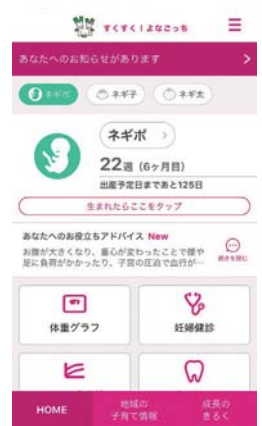 すくすく | よなごっち
あなたへのお知らせがあります
ネギポ
ネギ子
ネギ太
ネギポ
22週 (6ヶ月目)
出産予定日まであと125日
生まれたらここをタップ
あなたへのお役立ちアドバイス New
お腹が大きくなり、重心が変わったことで腰や
足に負荷がかかったり、子宮の圧迫で血行が…
続きを読む
体重グラフ
妊婦健診
HOME
地域の
子育て情報
成長の
きろく